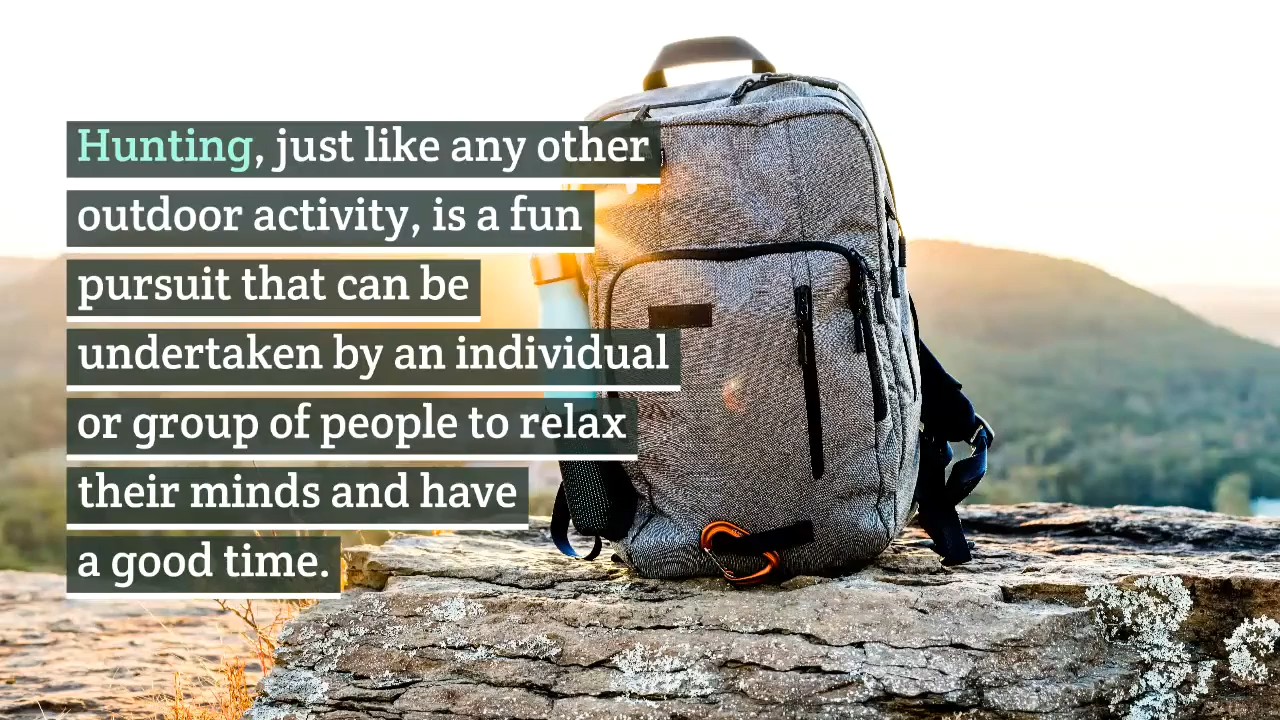 Hunting, just like any other
outdoor activity, is a fun
pursuit that can be
undertaken by an individual
or group of people to relax
their minds and have
a good time.